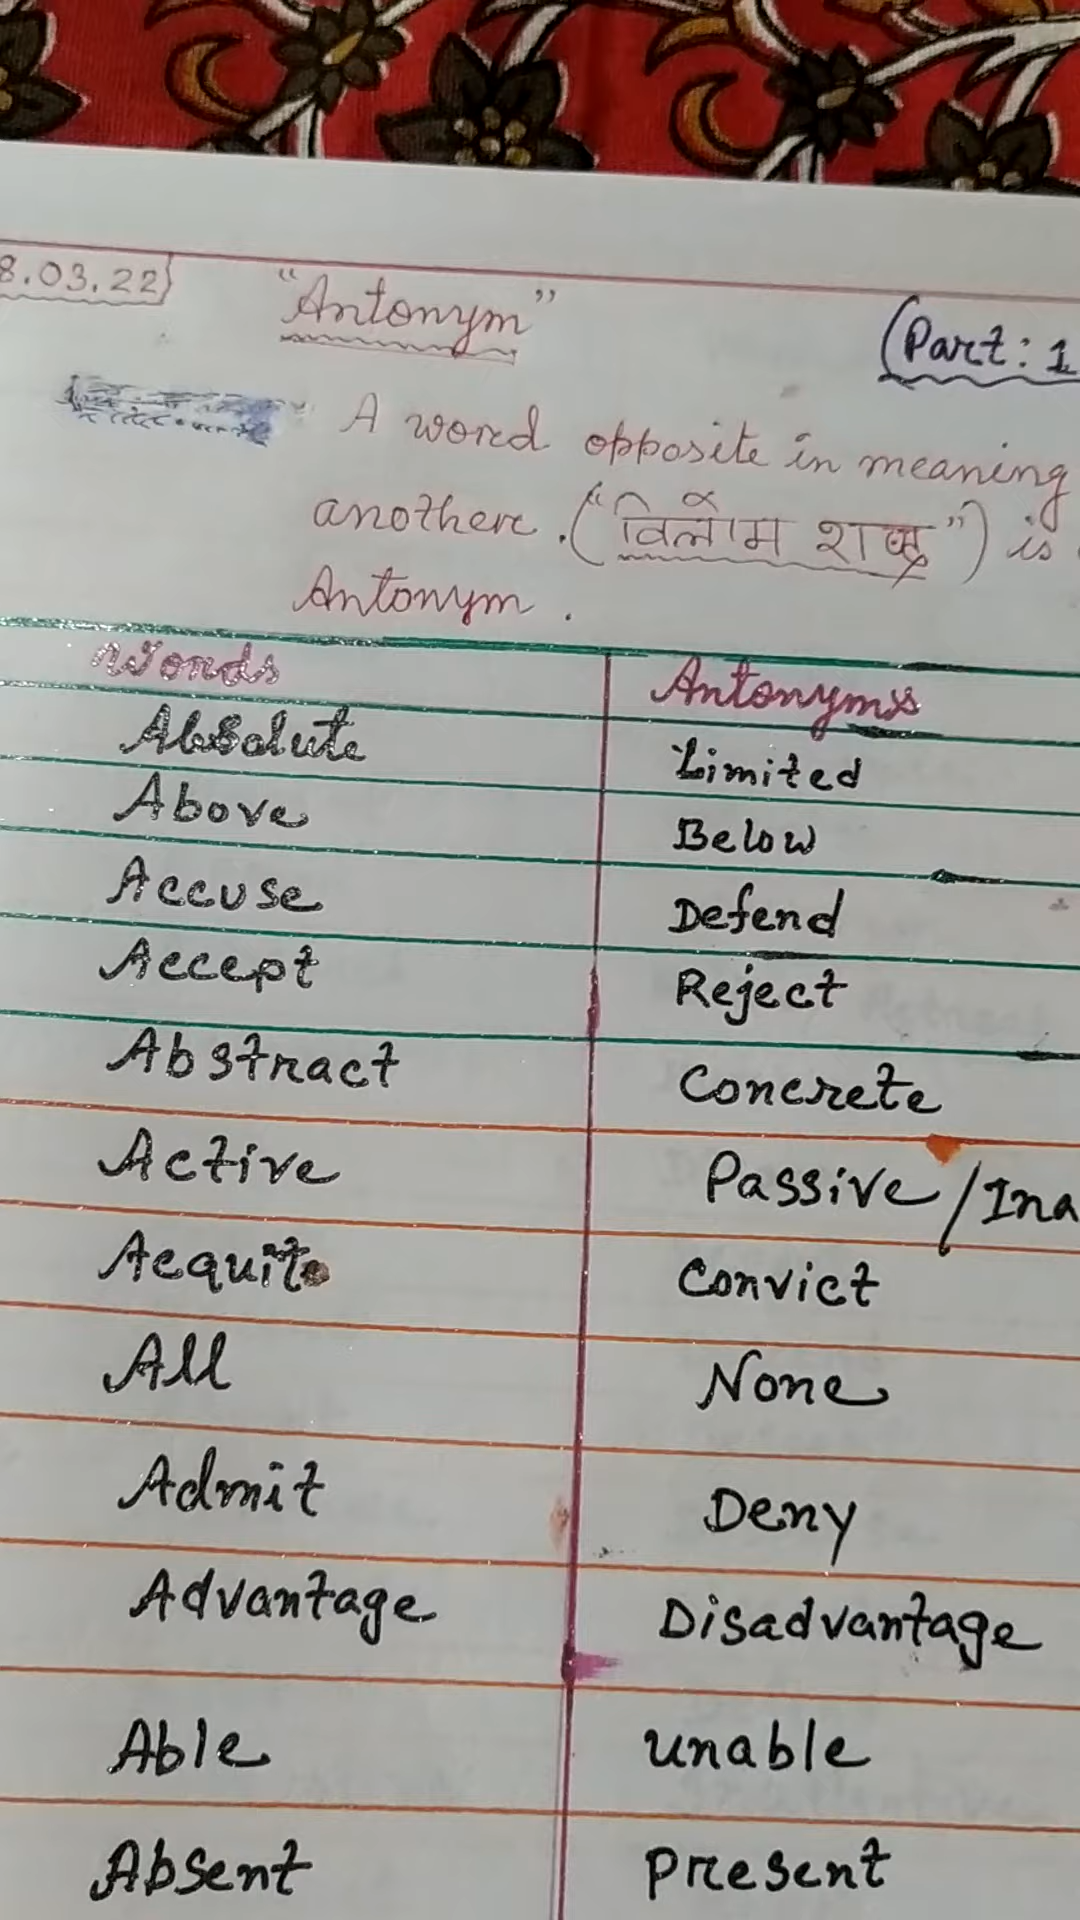 8.03.22
"Antonym"
(Part: 1
A word opposite in meaning
another. ("विलोम शब्द") is
Antonym.
Words Antonyms
Absolute Limited
Above Below
Accuse Defend
Accept Reject
Abstract Concrete
Active Passive/Ina
Acquit Convict
All None
Admit Deny
Advantage Disadvantage
Able unable
Absent Present